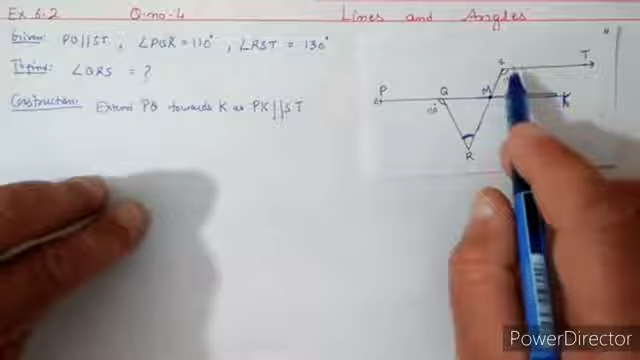 Ex 6.2 Q.no.4 Lines and Angles
Given: PQ||ST, ∠PQR = 110°, ∠RST = 130°
To find: ∠QRS = ?
Construction: Extend PQ towards K as PK||ST
S T
P Q M K
R
PowerDirector